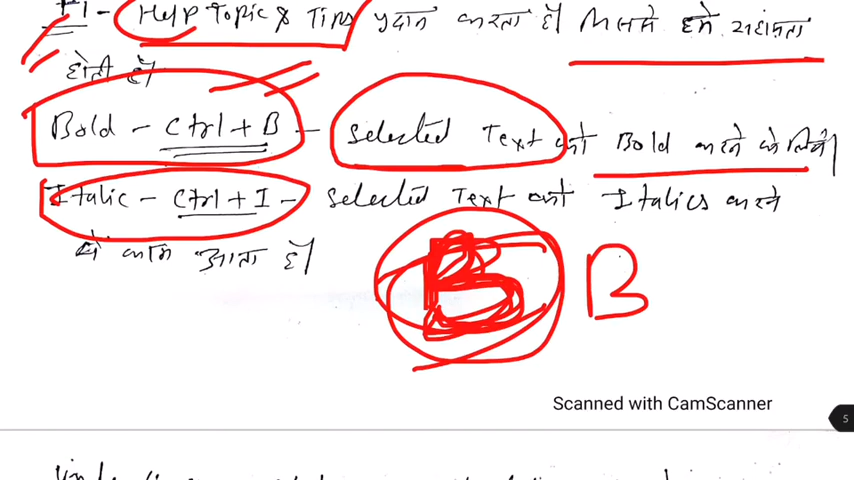 F1 - Help Topic & Tips प्रदान करता है। जिससे हमे सहायता
होती है।
Bold - Ctrl + B - Selected Text को Bold करने के लिये।
Italic - Ctrl + I - Selected Text को Italics करने
के काम आता है।
B B
Scanned with CamScanner
5